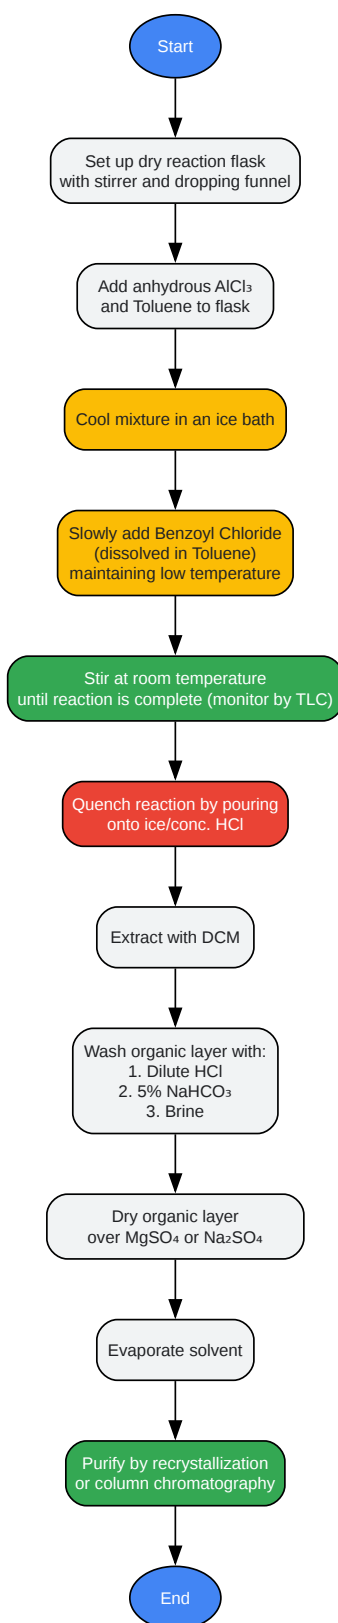 Start
Set up dry reaction flask
with stirrer and dropping funnel
Add anhydrous AlCl₃
and Toluene to flask
Cool mixture in an ice bath
Slowly add Benzoyl Chloride
(dissolved in Toluene)
maintaining low temperature
Stir at room temperature
until reaction is complete (monitor by TLC)
Quench reaction by pouring
onto ice/conc. HCl
Extract with DCM
Wash organic layer with:
1. Dilute HCl
2. 5% NaHCO₃
3. Brine
Dry organic layer
over MgSO₄ or Na₂SO₄
Evaporate solvent
Purify by recrystallization
or column chromatography
End